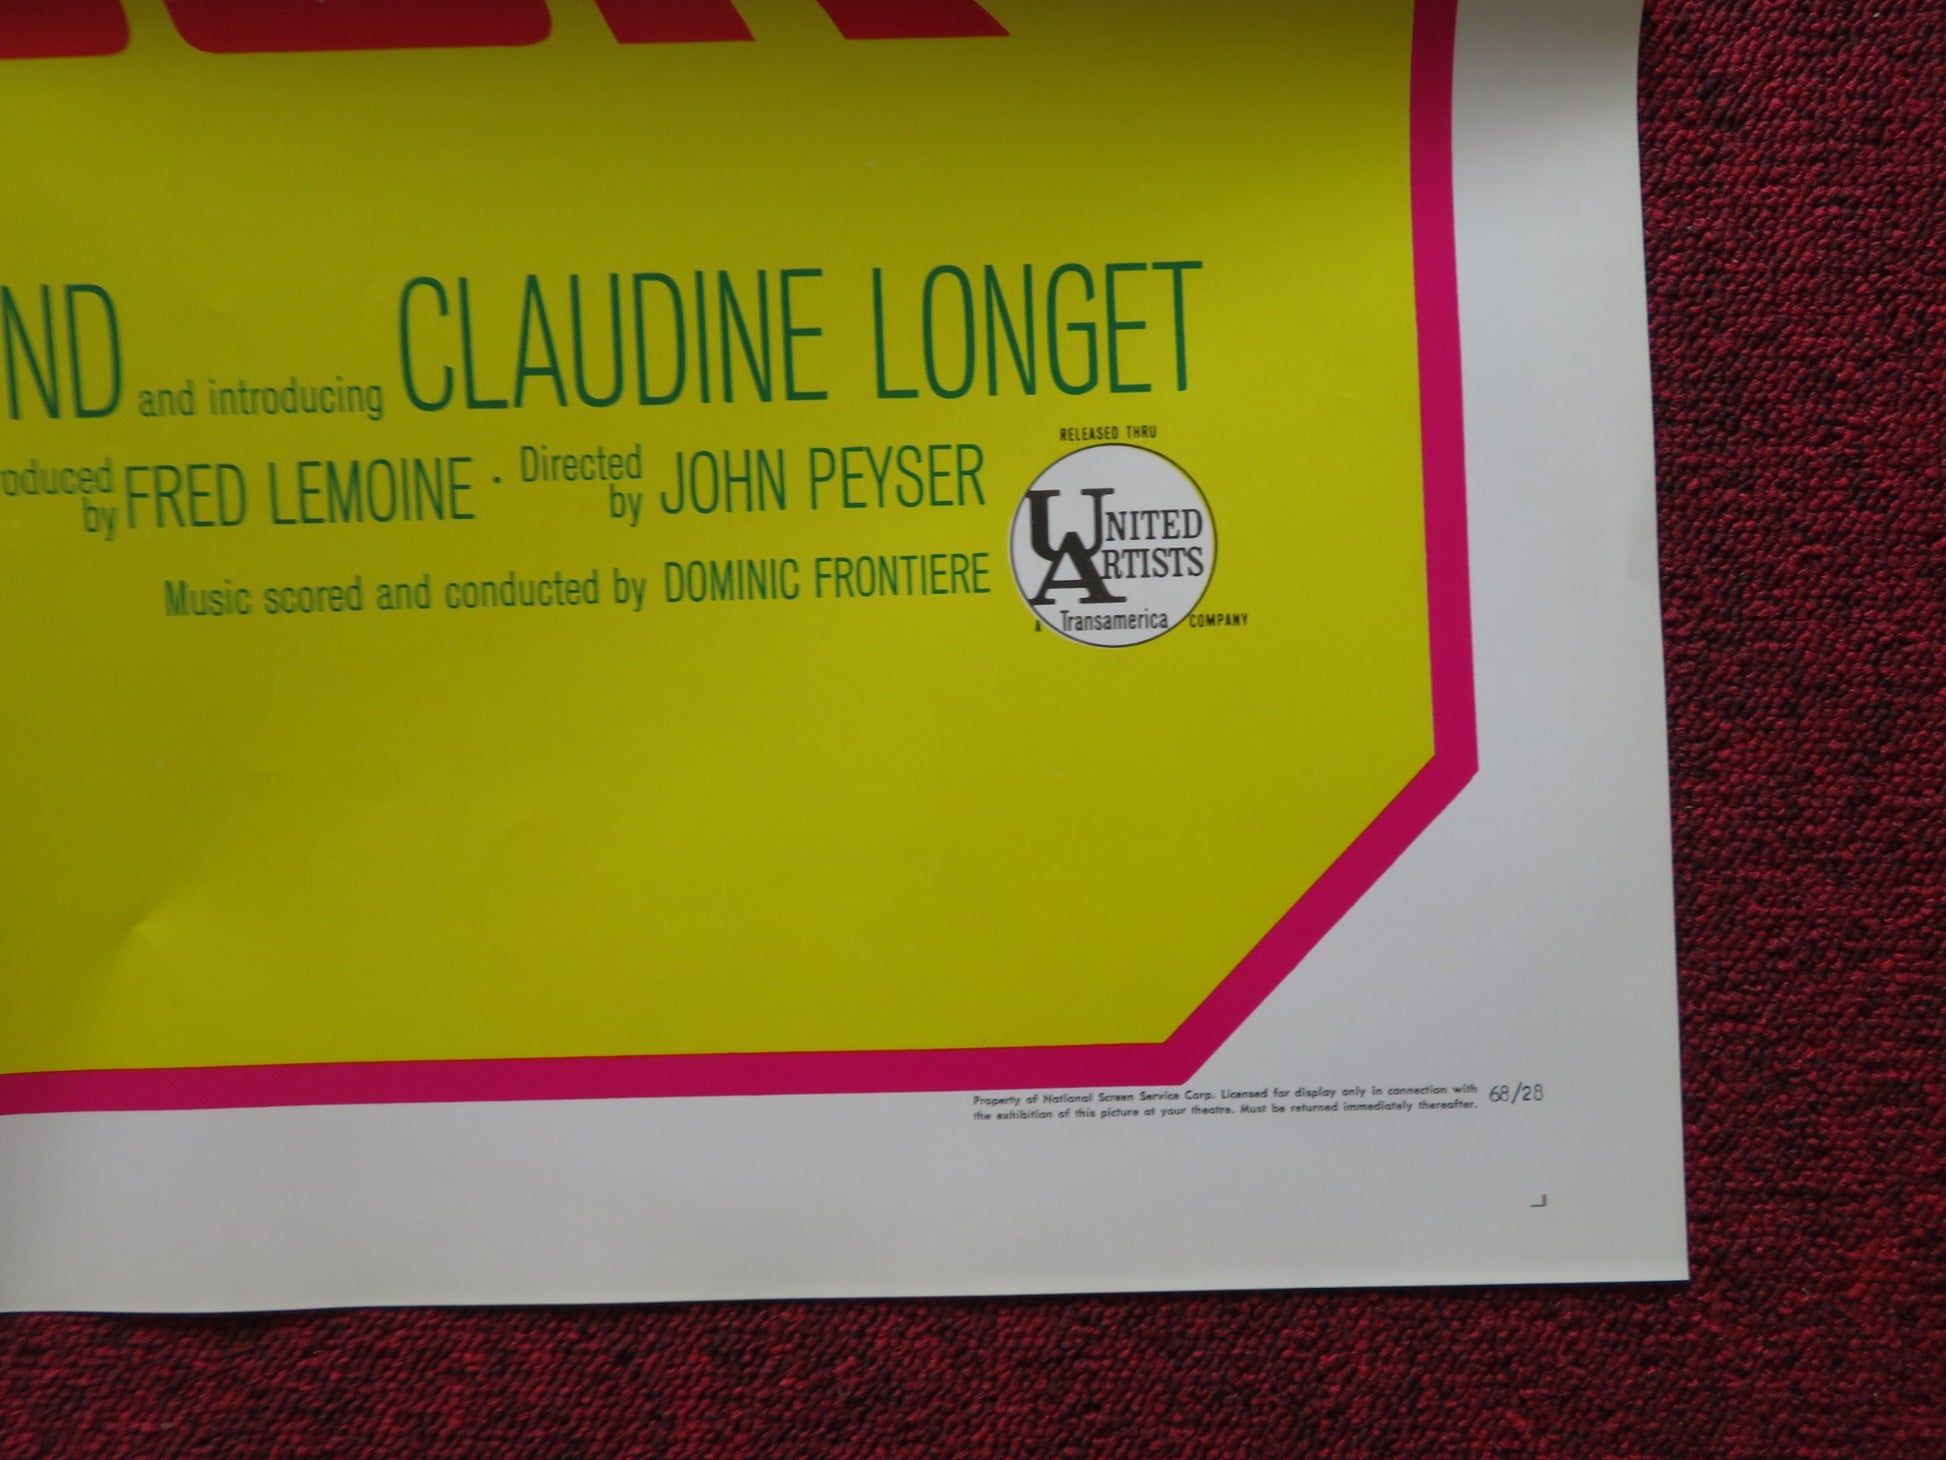 ND and introducing CLAUDINE LONGET
oduced by FRED LEMOINE · Directed by JOHN PEYSER
Music scored and conducted by DOMINIC FRONTIERE
RELEASED THRU
UNITED
ARTISTS
A Transamerica COMPANY
Property of National Screen Service Corp. Licensed for display only in connection with
the exhibition of this picture at your theatre. Must be returned immediately thereafter.
68/28